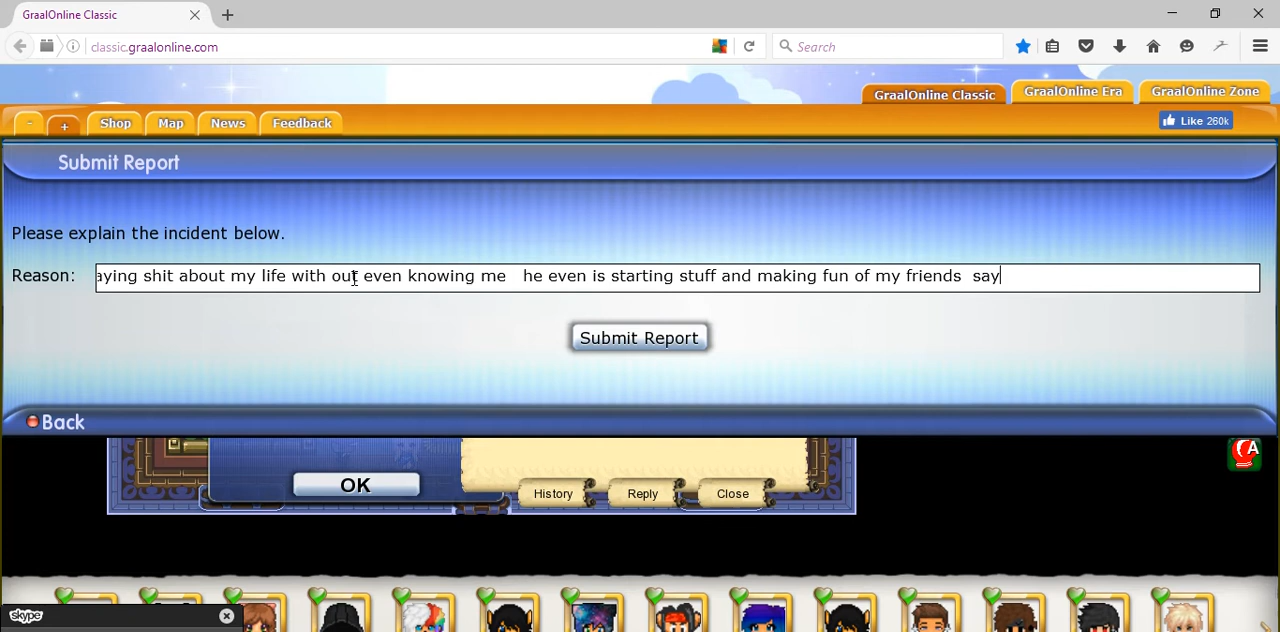 GraalOnline Classic
classic.graalonline.com
Search
GraalOnline Classic GraalOnline Era GraalOnline Zone
- + Shop Map News Feedback
Like 260k
Submit Report
Please explain the incident below.
Reason: aying shit about my life with out even knowing me he even is starting stuff and making fun of my friends say
Submit Report
Back
A
OK
History Reply Close
skype